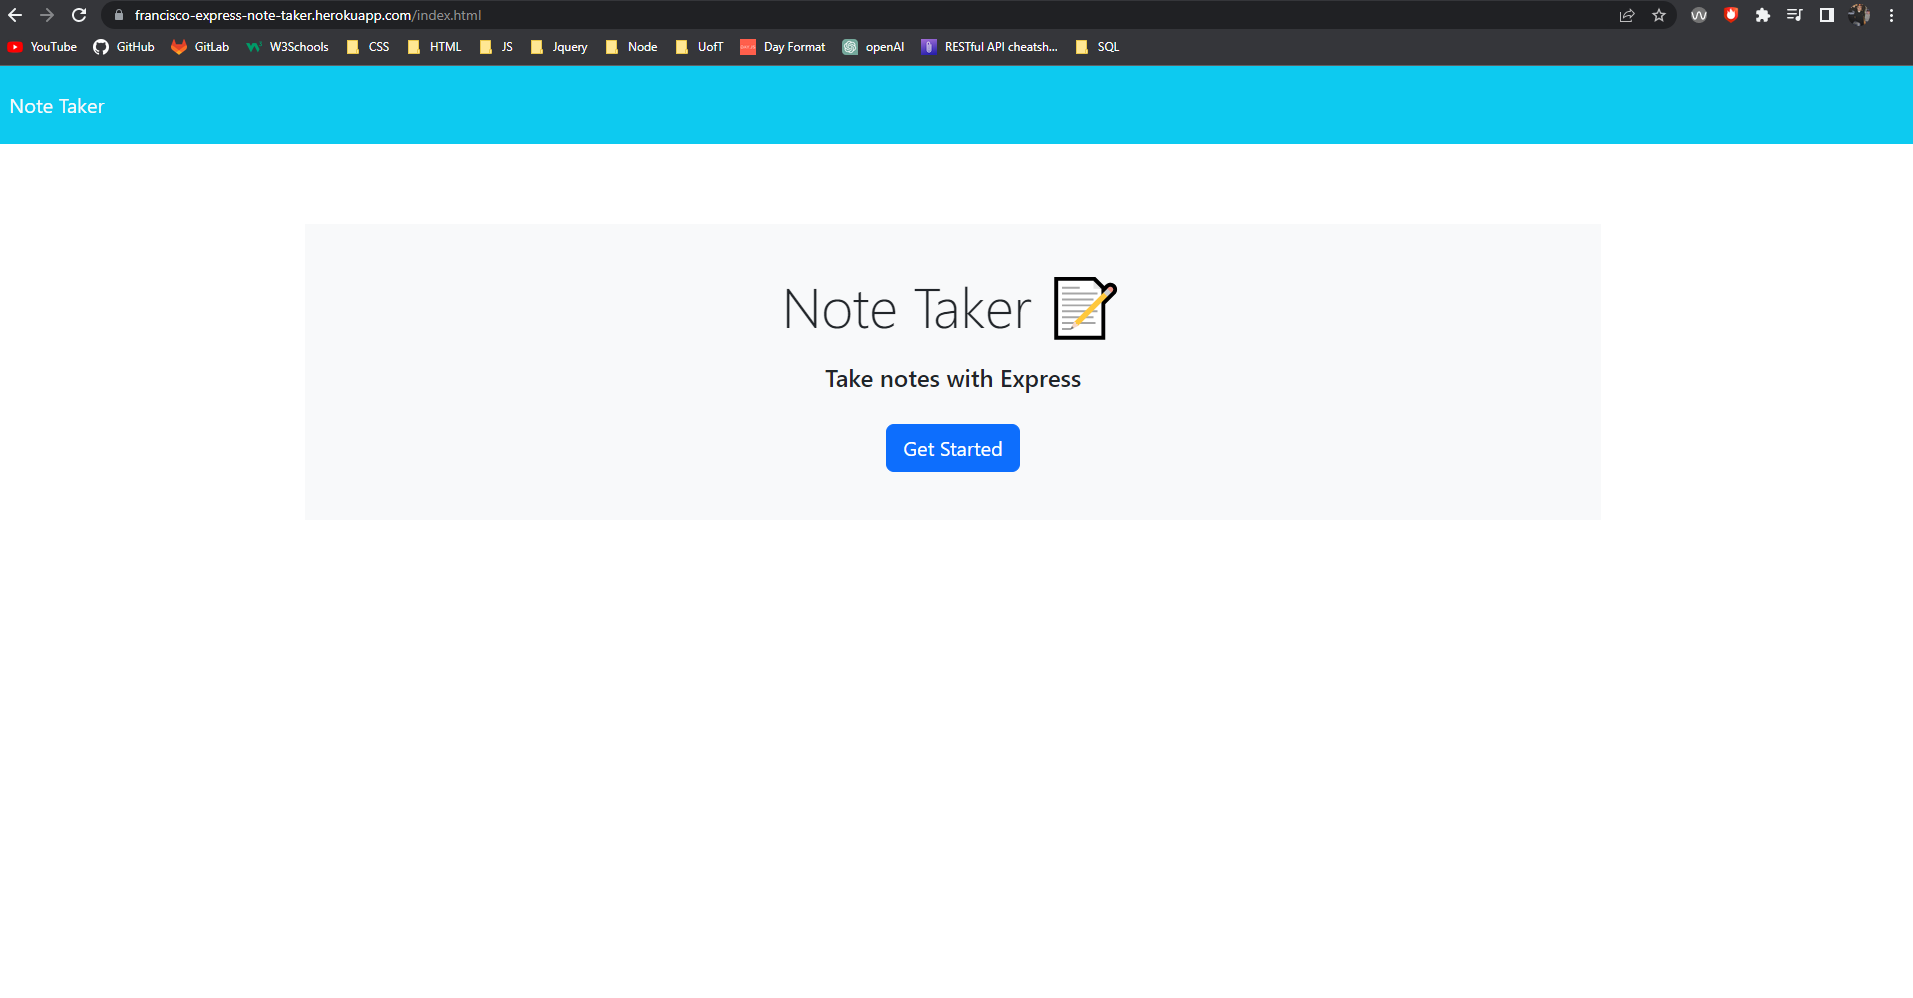 francisco-express-note-taker.herokuapp.com/index.html
YouTube GitHub GitLab W3Schools CSS HTML JS Jquery Node UofT Day Format openAI RESTful API cheatsh... SQL
Note Taker
Note Taker
Take notes with Express
Get Started